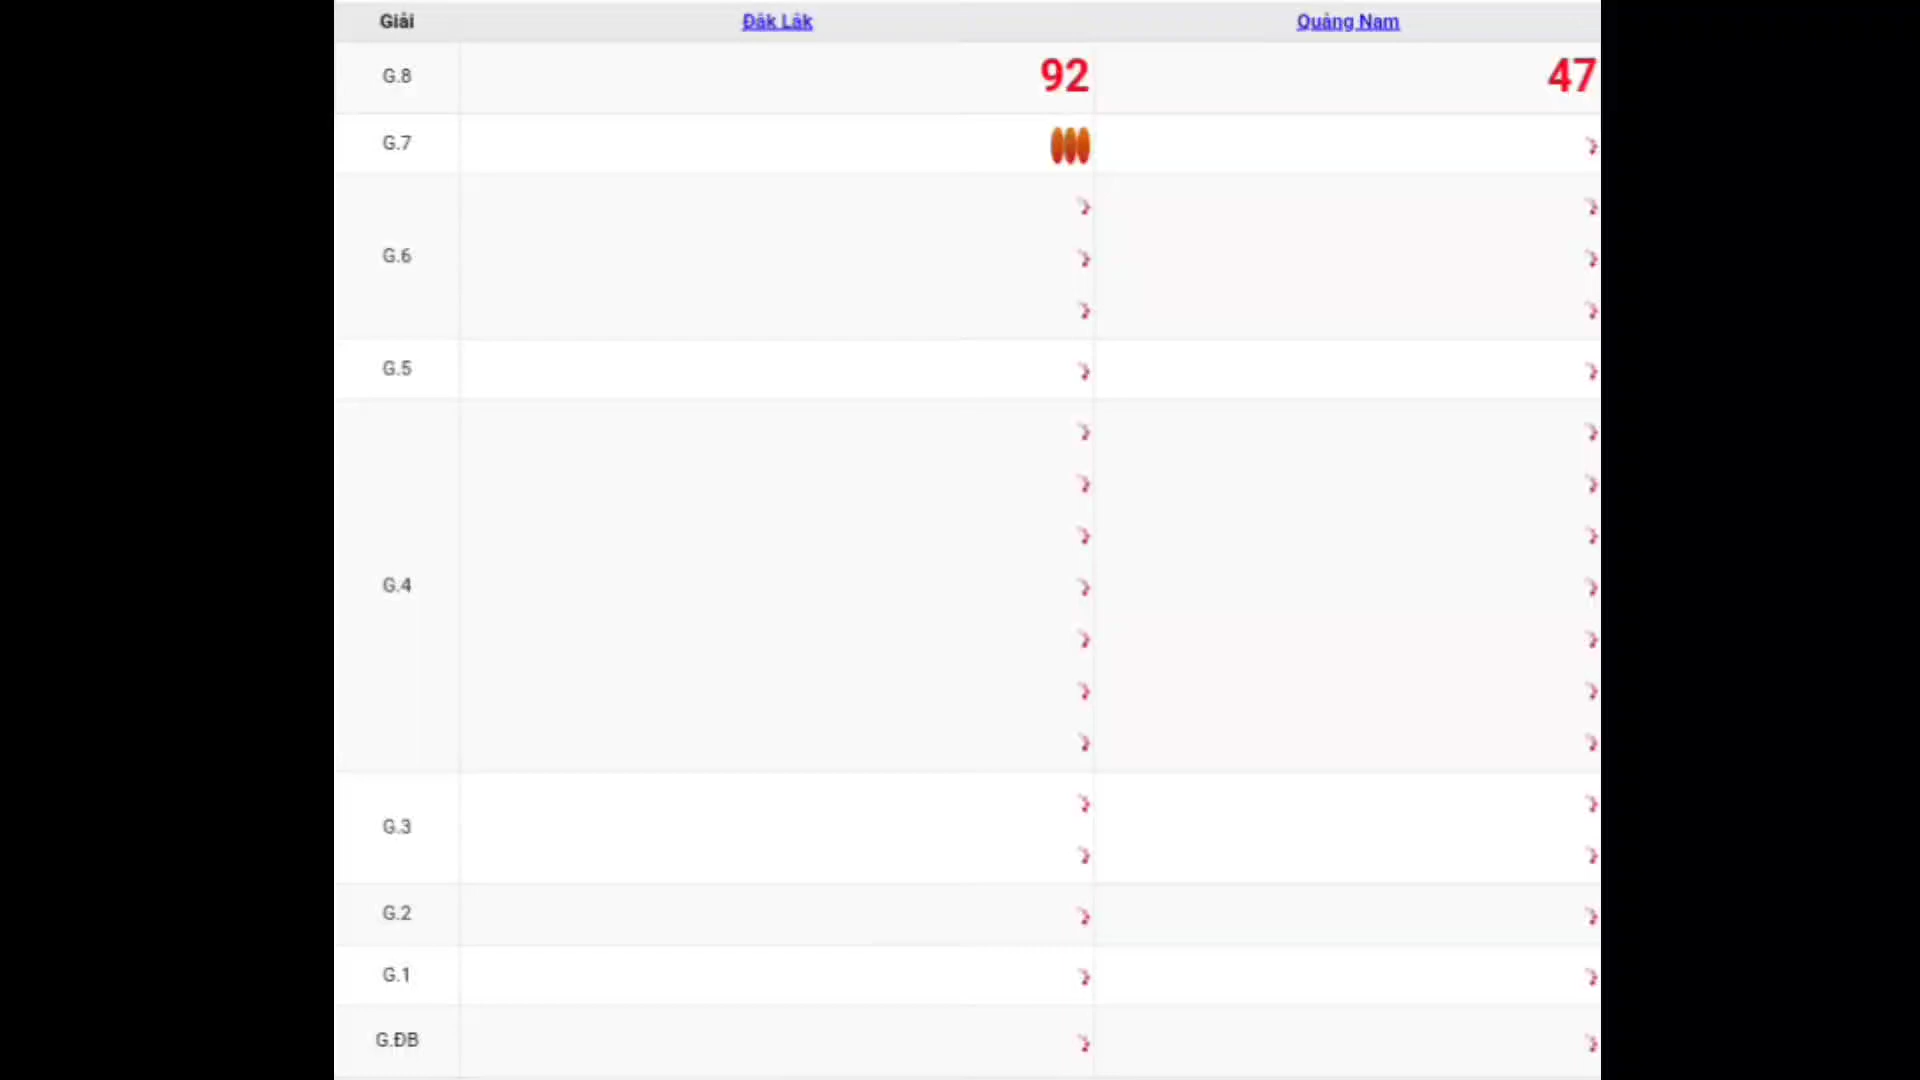 Giải Đắk Lắk Quảng Nam
G.8 92 47
G.7
G.6
G.5
G.4
G.3
G.2
G.1
G.ĐB